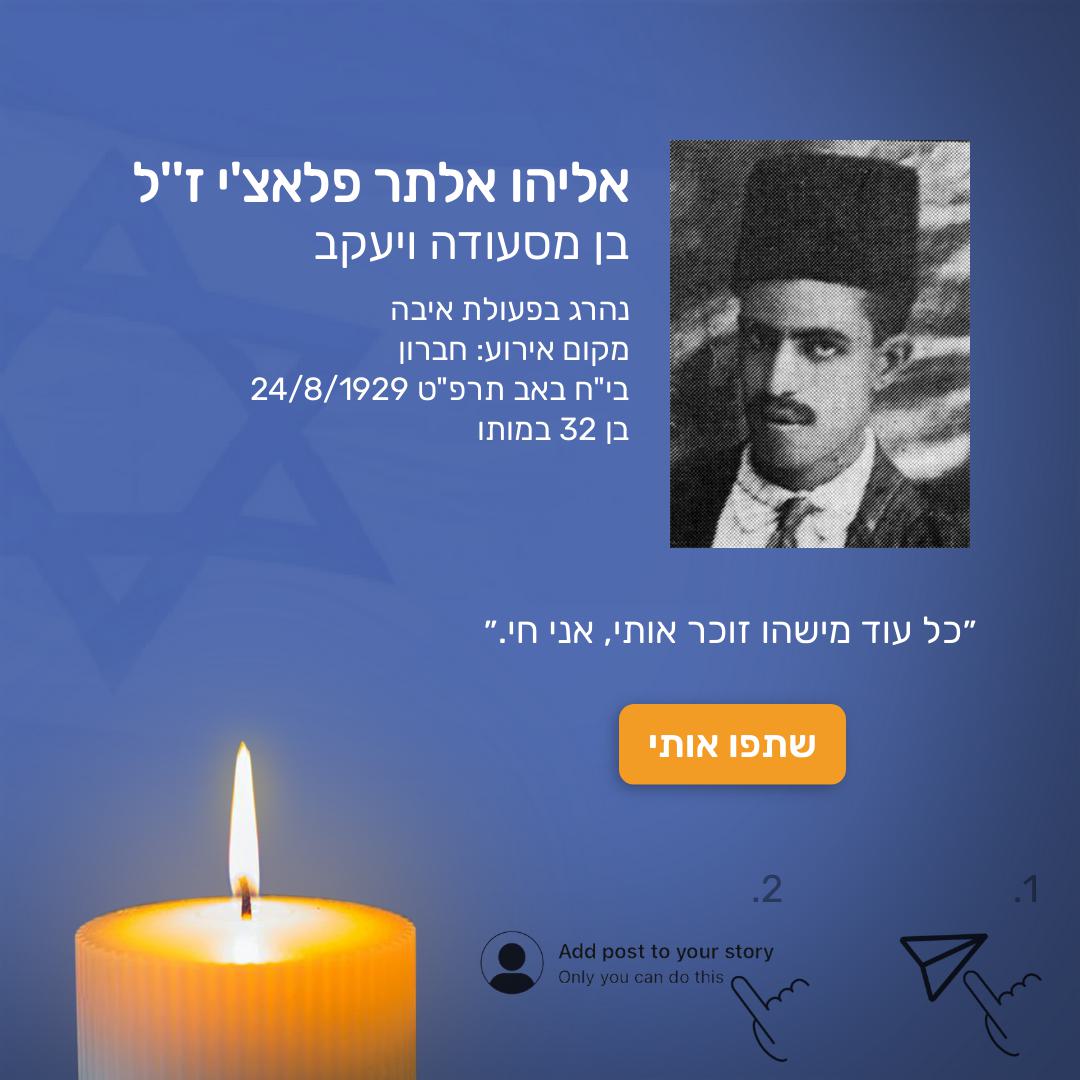 אליהו אלתר פלאצ'י ז''ל
בן מסעודה ויעקב
נהרג בפעולת איבה
מקום אירוע: חברון
בי"ח באב תרפ"ט 24/8/1929
בן 32 במותו
״כל עוד מישהו זוכר אותי, אני חי.״
שתפו אותי
.1
.2
Add post to your story
Only you can do this